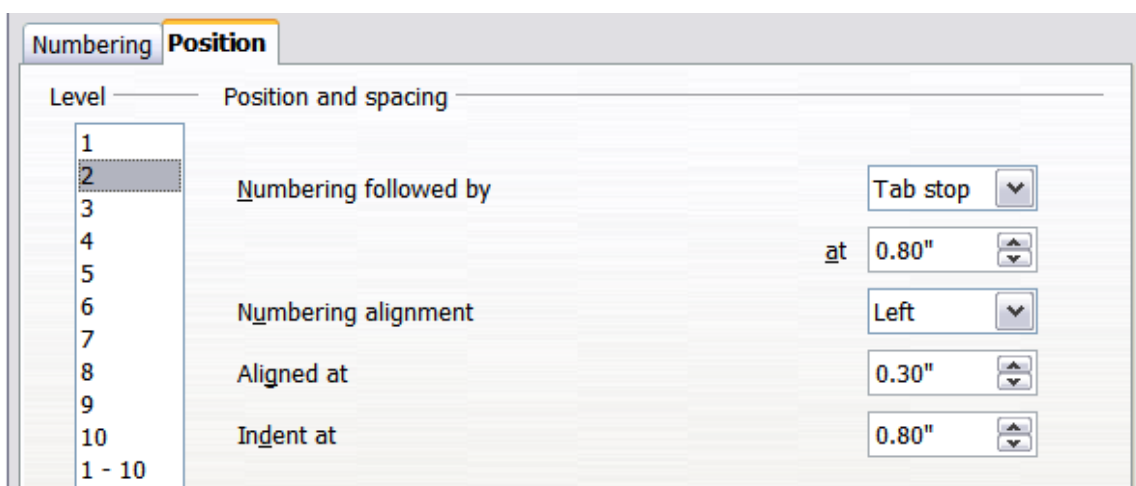 Numbering Position
Level Position and spacing
1
2 Numbering followed by Tab stop
3
4 at 0.80"
5
6 Numbering alignment Left
7
8 Aligned at 0.30"
9
10 Indent at 0.80"
1 - 10